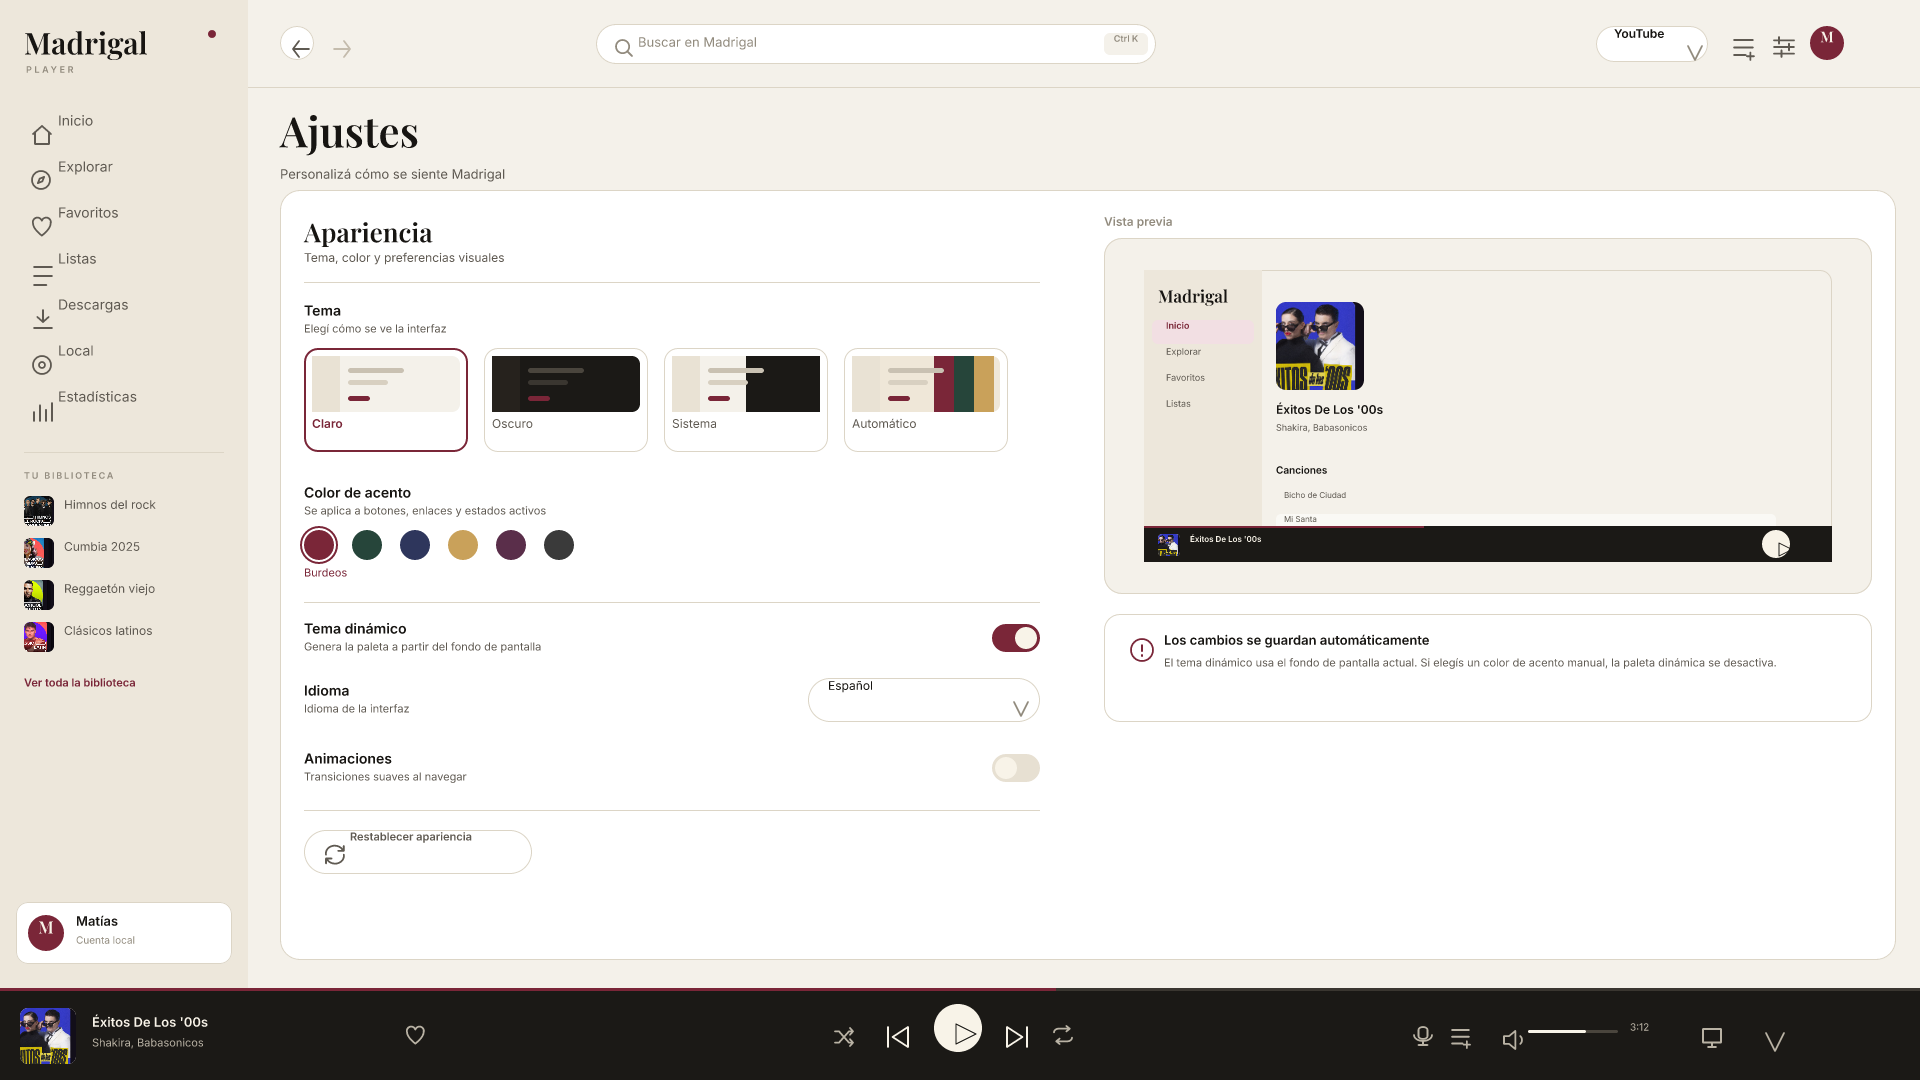 Madrigal
PLAYER
Inicio
Explorar
Favoritos
Listas
Descargas
Local
Estadísticas
TU BIBLIOTECA
Himnos del rock
Cumbia 2025
Reggaetón viejo
Clásicos latinos
Ver toda la biblioteca
M
Matías
Cuenta local
Buscar en Madrigal
Ctrl K
YouTube
M
Ajustes
Personalizá cómo se siente Madrigal
Apariencia
Tema, color y preferencias visuales
Tema
Elegí cómo se ve la interfaz
Claro
Oscuro
Sistema
Automático
Color de acento
Se aplica a botones, enlaces y estados activos
Burdeos
Tema dinámico
Genera la paleta a partir del fondo de pantalla
Idioma
Idioma de la interfaz
Español
Animaciones
Transiciones suaves al navegar
Restablecer apariencia
Vista previa
Madrigal
Inicio
Explorar
Favoritos
Listas
Éxitos De Los '00s
Shakira, Babasonicos
Canciones
Bicho de Ciudad
Mi Santa
Éxitos De Los '00s
Los cambios se guardan automáticamente
El tema dinámico usa el fondo de pantalla actual. Si elegís un color de acento manual, la paleta dinámica se desactiva.
Éxitos De Los '00s
Shakira, Babasonicos
3:12